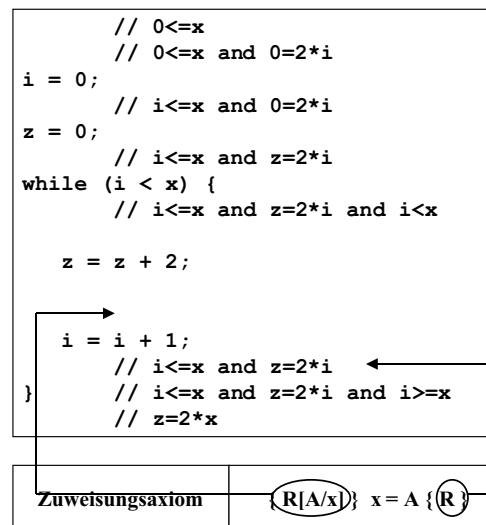 // 0<=x
// 0<=x and 0=2*i
i = 0;
// i<=x and 0=2*i
z = 0;
// i<=x and z=2*i
while (i < x) {
// i<=x and z=2*i and i<x
z = z + 2;
i = i + 1;
// i<=x and z=2*i
} // i<=x and z=2*i and i>=x
// z=2*x
Zuweisungsaxiom { R[A/x] } x = A { R }